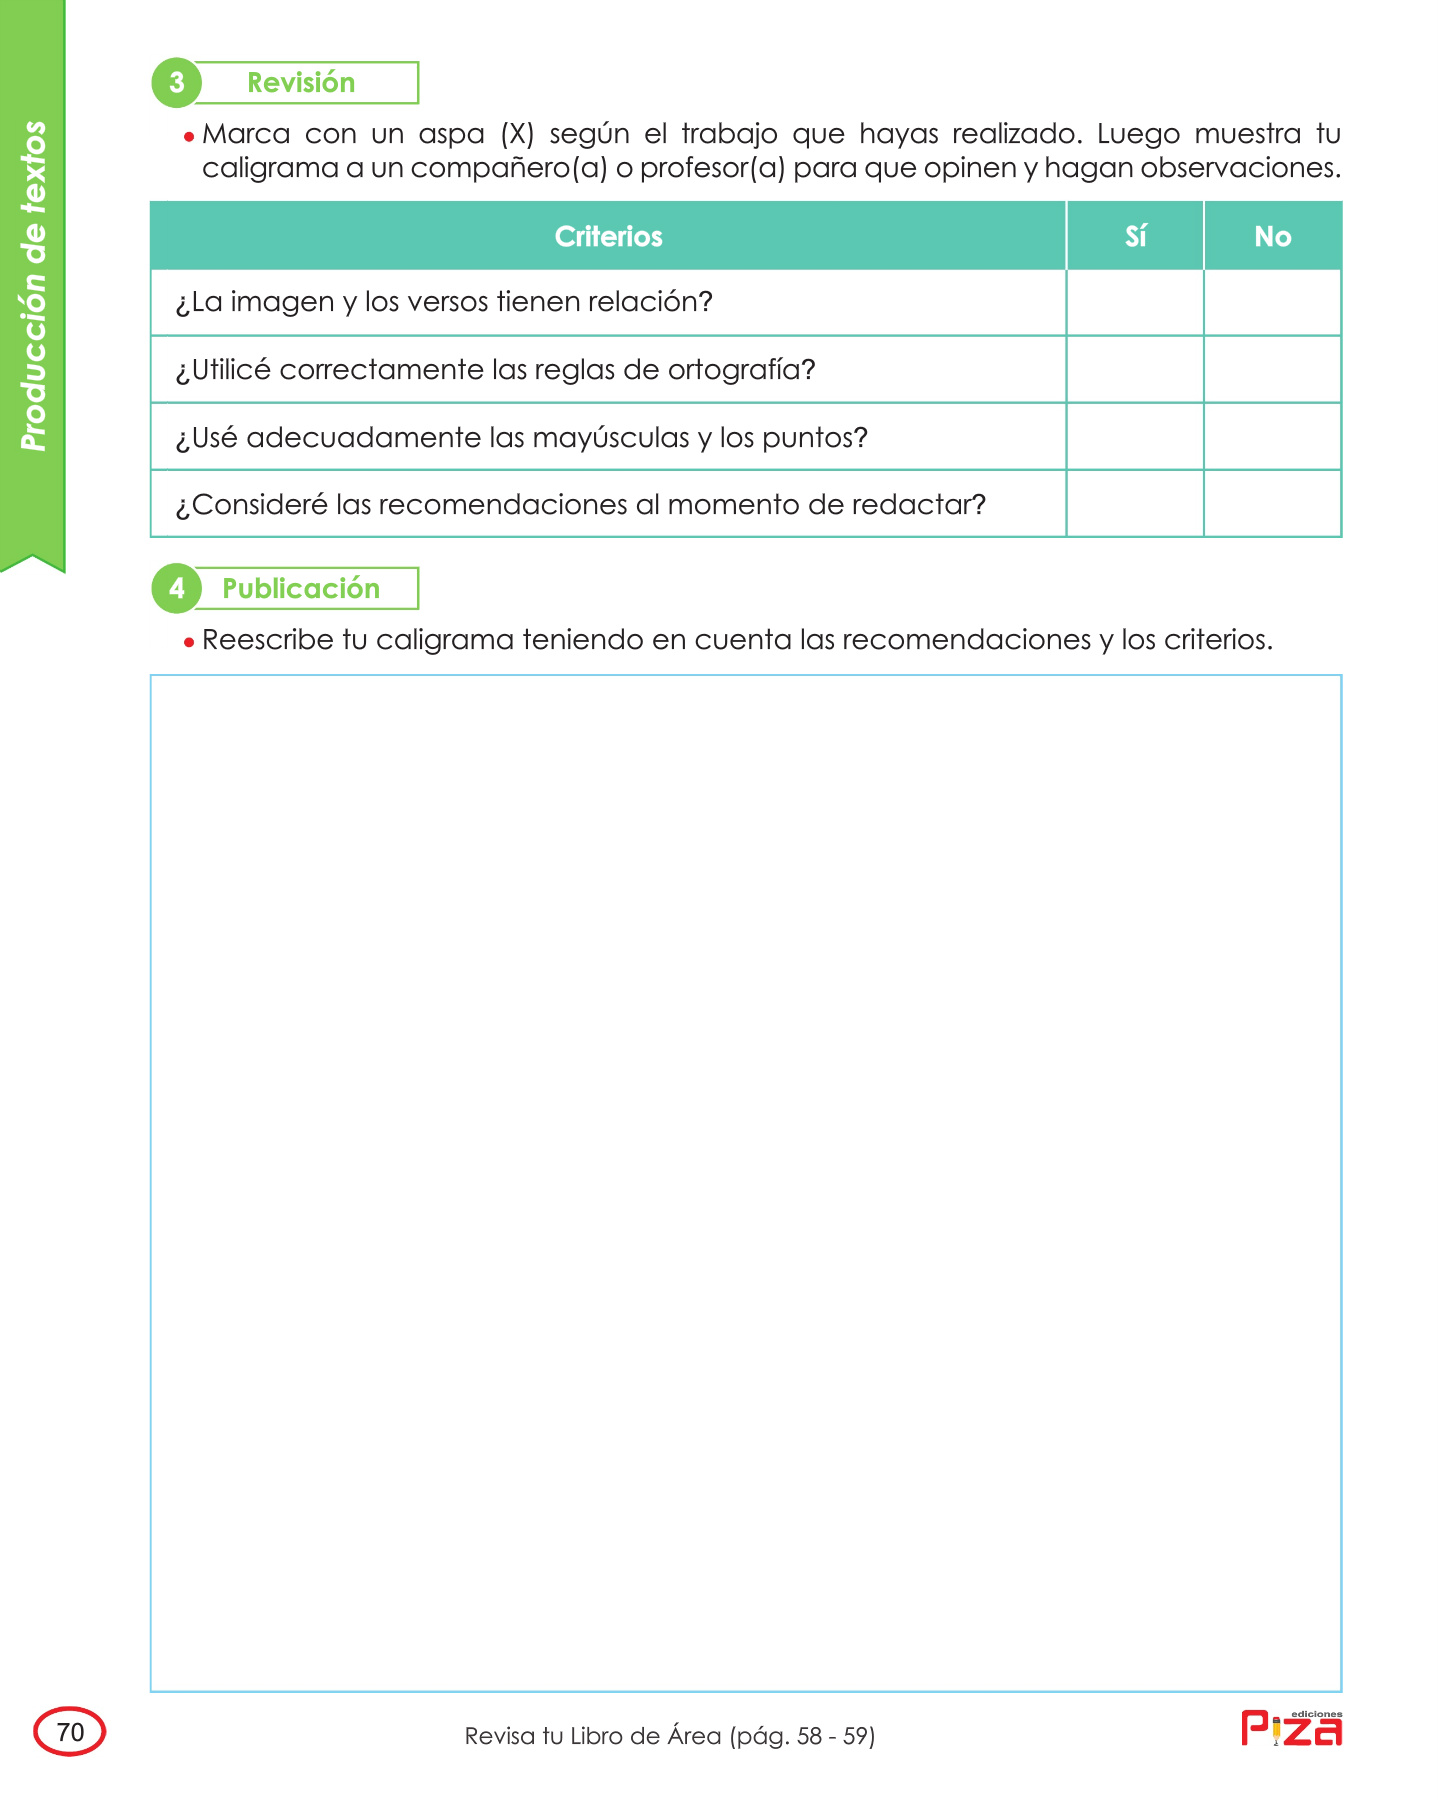 Producción de textos
3 Revisión
• Marca con un aspa (X) según el trabajo que hayas realizado. Luego muestra tu
caligrama a un compañero(a) o profesor(a) para que opinen y hagan observaciones.
Criterios Sí No
¿La imagen y los versos tienen relación?
¿Utilicé correctamente las reglas de ortografía?
¿Usé adecuadamente las mayúsculas y los puntos?
¿Consideré las recomendaciones al momento de redactar?
4 Publicación
• Reescribe tu caligrama teniendo en cuenta las recomendaciones y los criterios.
70
Revisa tu Libro de Área (pág. 58 - 59)
ediciones
Piza